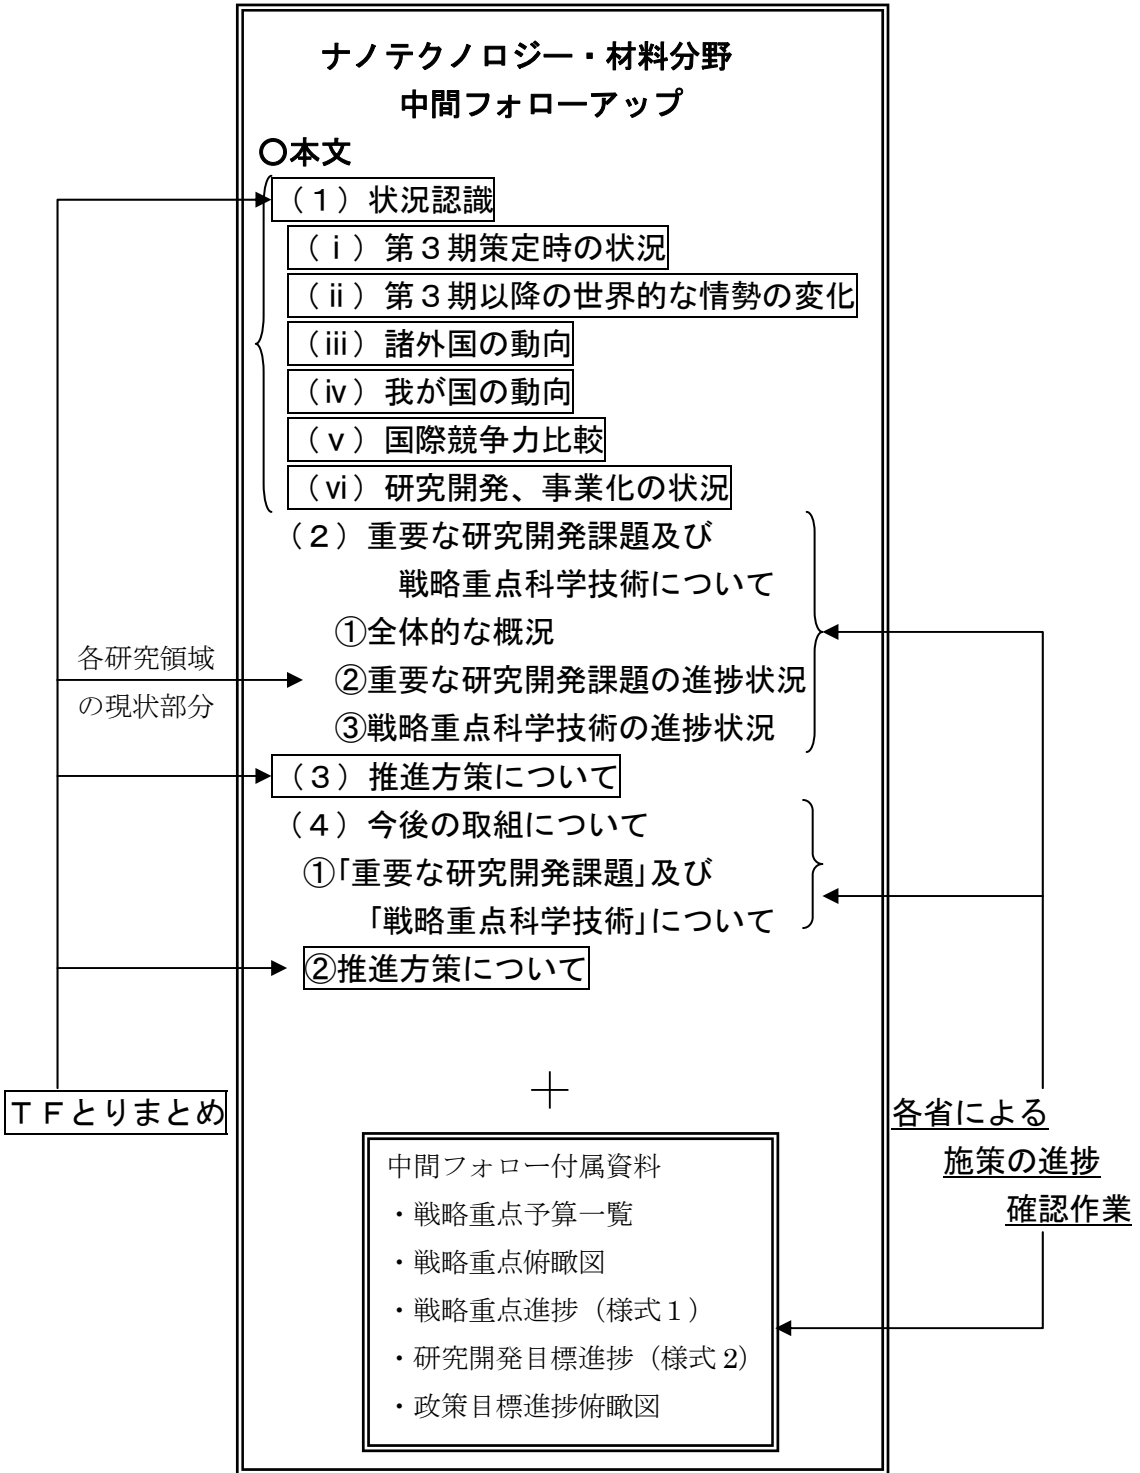 ナノテクノロジー・材料分野
中間フォローアップ
○本文
（１）状況認識
（ⅰ）第３期策定時の状況
（ⅱ）第３期以降の世界的な情勢の変化
（ⅲ）諸外国の動向
（ⅳ）我が国の動向
（ⅴ）国際競争力比較
（ⅵ）研究開発、事業化の状況
（２）重要な研究開発課題及び
戦略重点科学技術について
①全体的な概況
②重要な研究開発課題の進捗状況
③戦略重点科学技術の進捗状況
（３）推進方策について
（４）今後の取組について
①｢重要な研究開発課題｣及び
｢戦略重点科学技術｣について
②推進方策について
各研究領域
の現状部分
ＴＦとりまとめ
＋
各省による
施策の進捗
確認作業
中間フォロー付属資料
・戦略重点予算一覧
・戦略重点俯瞰図
・戦略重点進捗（様式１）
・研究開発目標進捗（様式 2）
・政策目標進捗俯瞰図